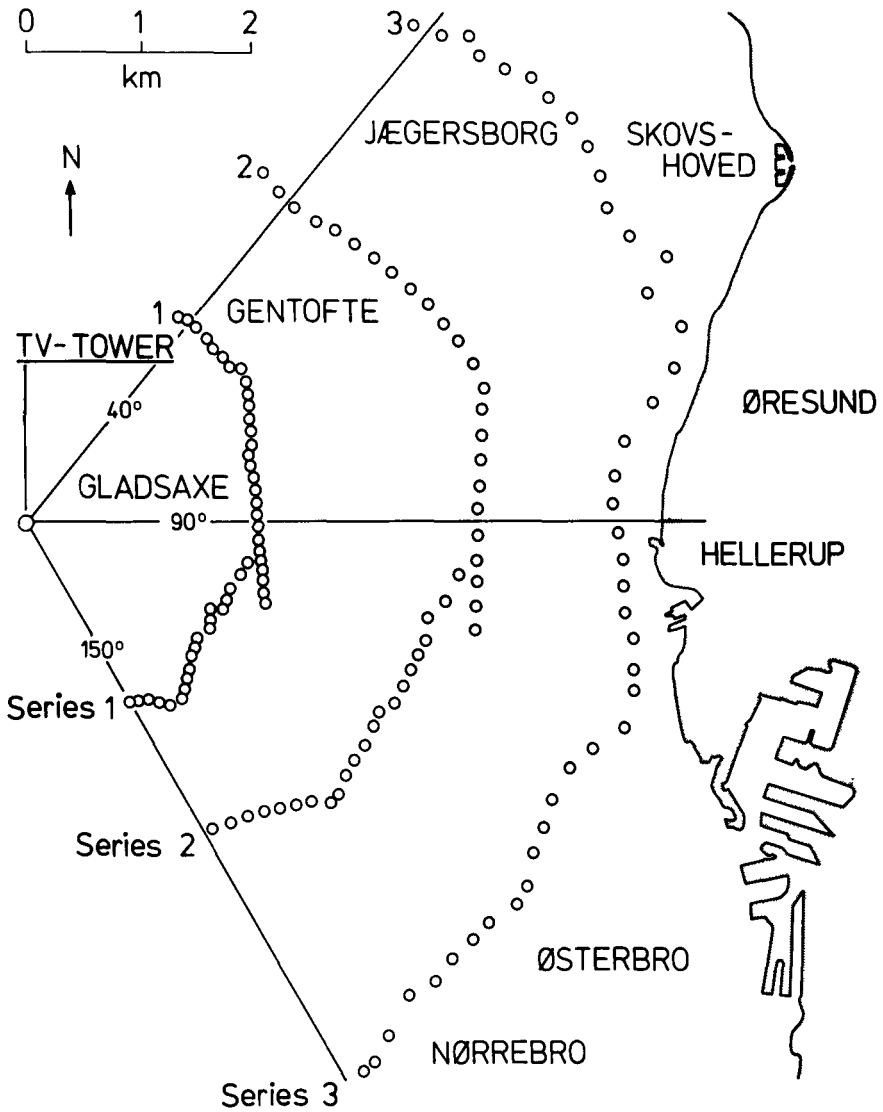 0 1 2
km
3
JÆGERSBORG
SKOVS-
HOVED
N
2
1
GENTOFTE
TV-TOWER
40°
ØRESUND
GLADSAXE
90°
HELLERUP
150°
Series 1
Series 2
ØSTERBRO
NØRREBRO
Series 3